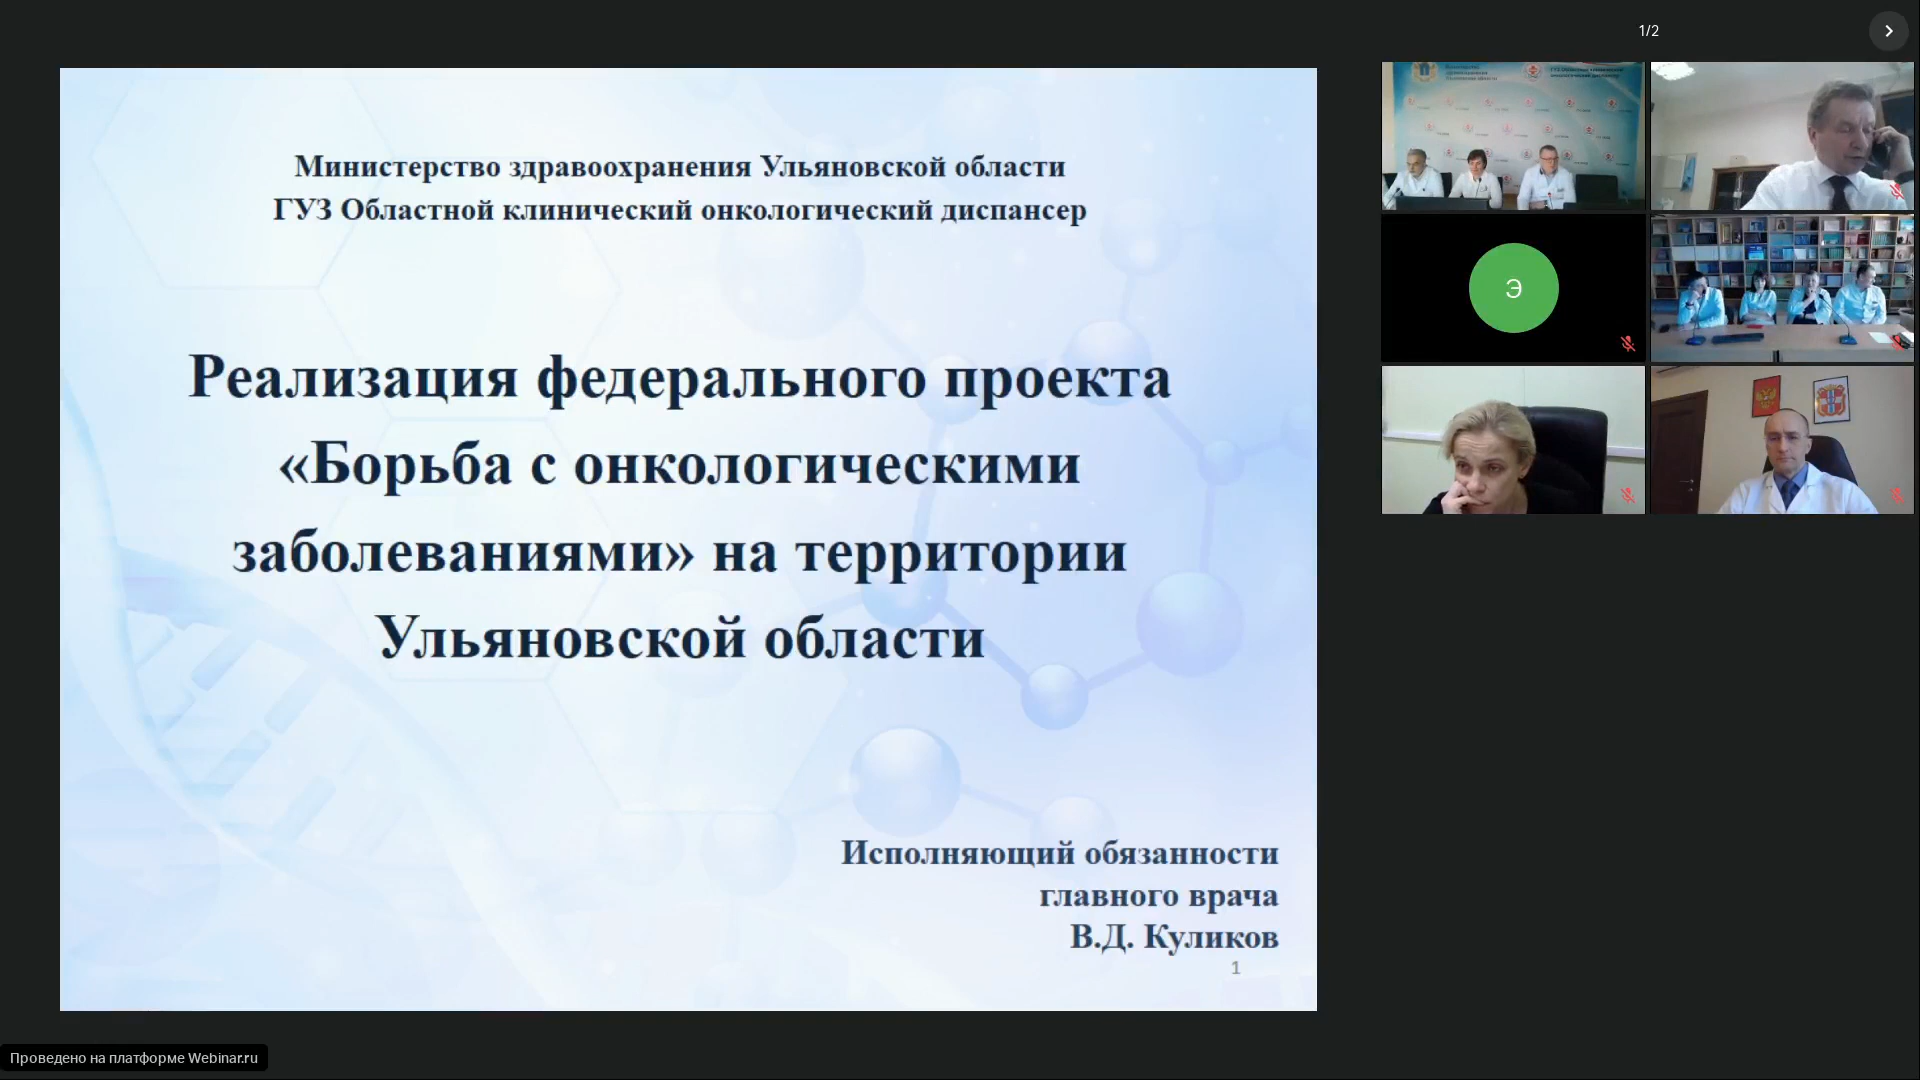 1/2
Министерство здравоохранения Ульяновской области
ГУЗ Областной клинический онкологический диспансер
Реализация федерального проекта
«Борьба с онкологическими
заболеваниями» на территории
Ульяновской области
Исполняющий обязанности
главного врача
В.Д. Куликов
1
Э
Проведено на платформе Webinar.ru